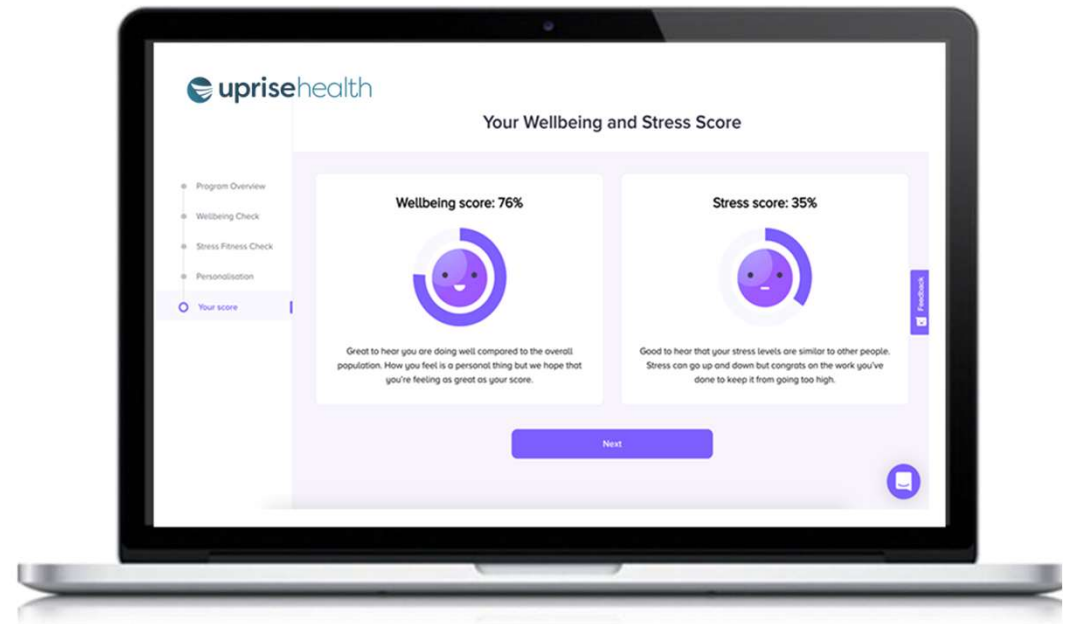 uprisehealth
Your Wellbeing and Stress Score
Program Overview
Wellbeing Check
Stress Fitness Check
Personalisation
Your score
Wellbeing score: 76%
Great to hear you are doing well compared to the overall
population. How you feel is a personal thing but we hope that
you're feeling as great as your score.
Stress score: 35%
Good to hear that your stress levels are similar to other people.
Stress can go up and down but congrats on the work you've
done to keep it from going too high.
Next
Feedback